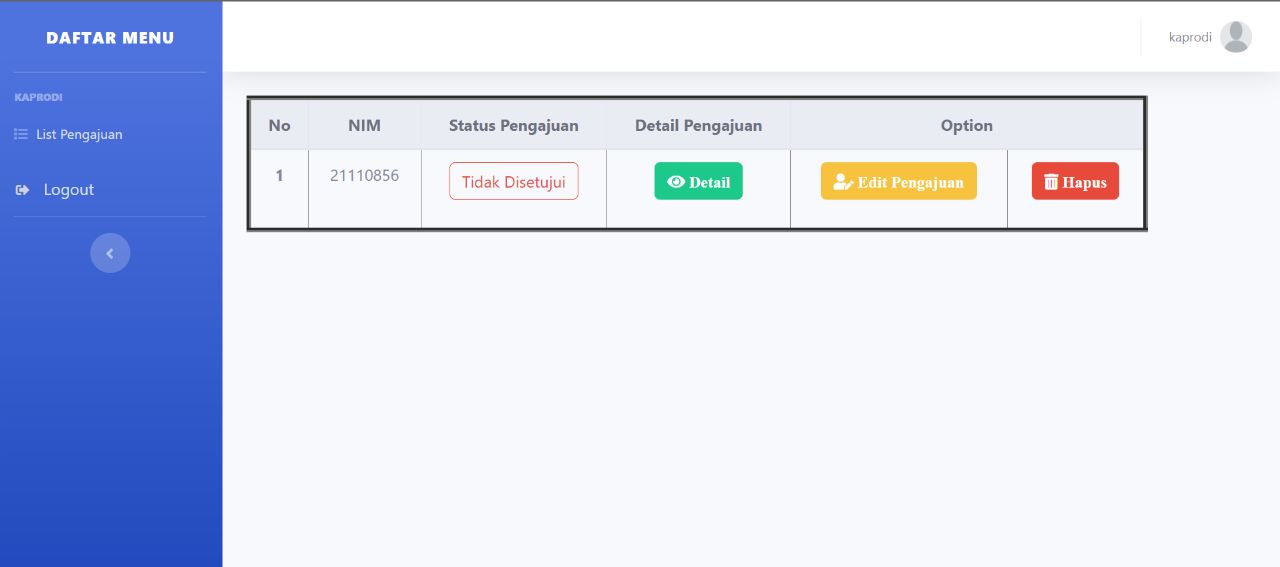 DAFTAR MENU
kaprodi
KAPRODI
List Pengajuan
Logout
No NIM Status Pengajuan Detail Pengajuan Option
1 21110856 Tidak Disetujui Detail Edit Pengajuan Hapus